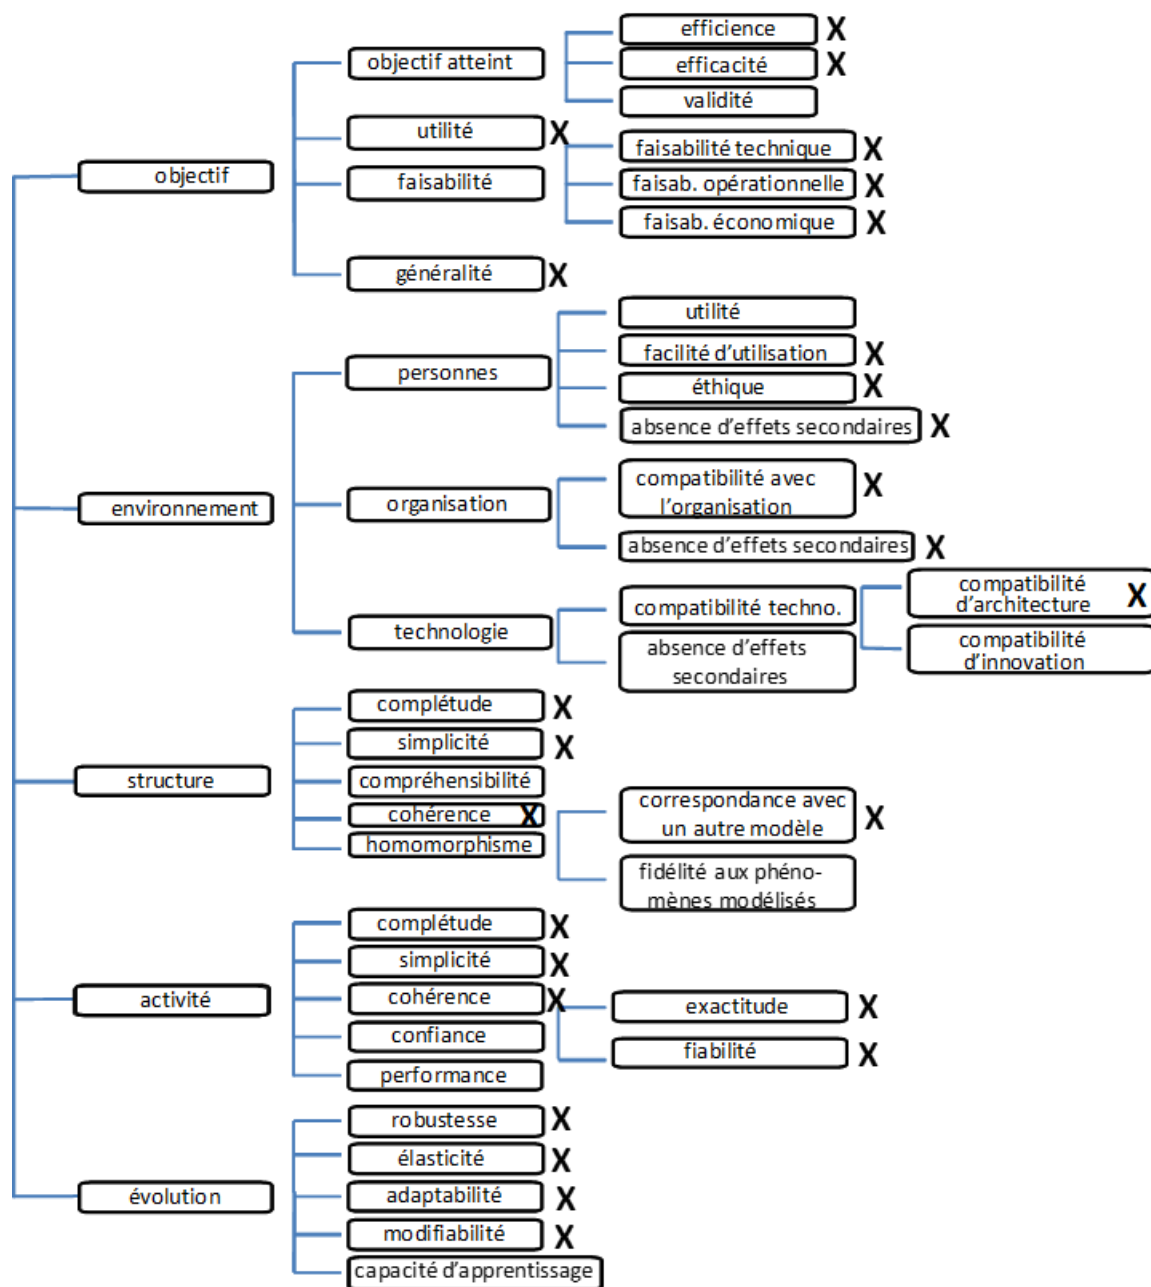 efficience X
objectif atteint
efficacité X
validité
utilité X
faisabilité technique X
objectif
faisabilité
faisab. opérationnelle X
faisab. économique X
généralité X
utilité
facilité d'utilisation X
personnes
éthique X
absence d'effets secondaires X
compatibilité avec
l'organisation X
environnement
organisation
absence d'effets secondaires X
compatibilité
d'architecture X
compatibilité techno.
technologie
absence d'effets
secondaires
compatibilité
d'innovation
complétude X
simplicité X
structure
compréhensibilité
cohérence X
homomorphisme
correspondance avec
un autre modèle X
fidélité aux phéno-
mènes modélisés
complétude X
simplicité X
activité
cohérence X
exactitude X
confiance
fiabilité X
performance
robustesse X
élasticité X
évolution
adaptabilité X
modifiabilité X
capacité d'apprentissage